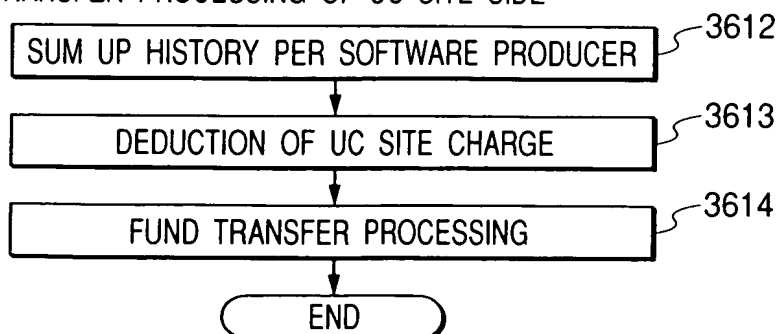 TRANSFER PROCESSING OF UC SITE SIDE
3612
SUM UP HISTORY PER SOFTWARE PRODUCER
3613
DEDUCTION OF UC SITE CHARGE
3614
FUND TRANSFER PROCESSING
END